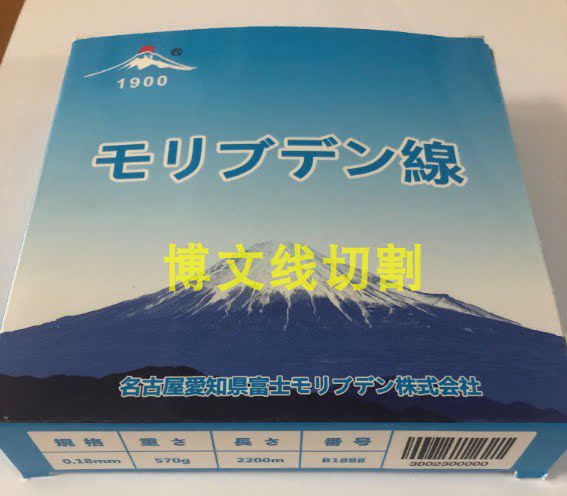 ®
1900
モリブデン線
博文线切割
名古屋愛知県富士モリブデン株式会社
規格 重さ 長さ 番号
0.18mm 570g 2200m B1888
3D02300000